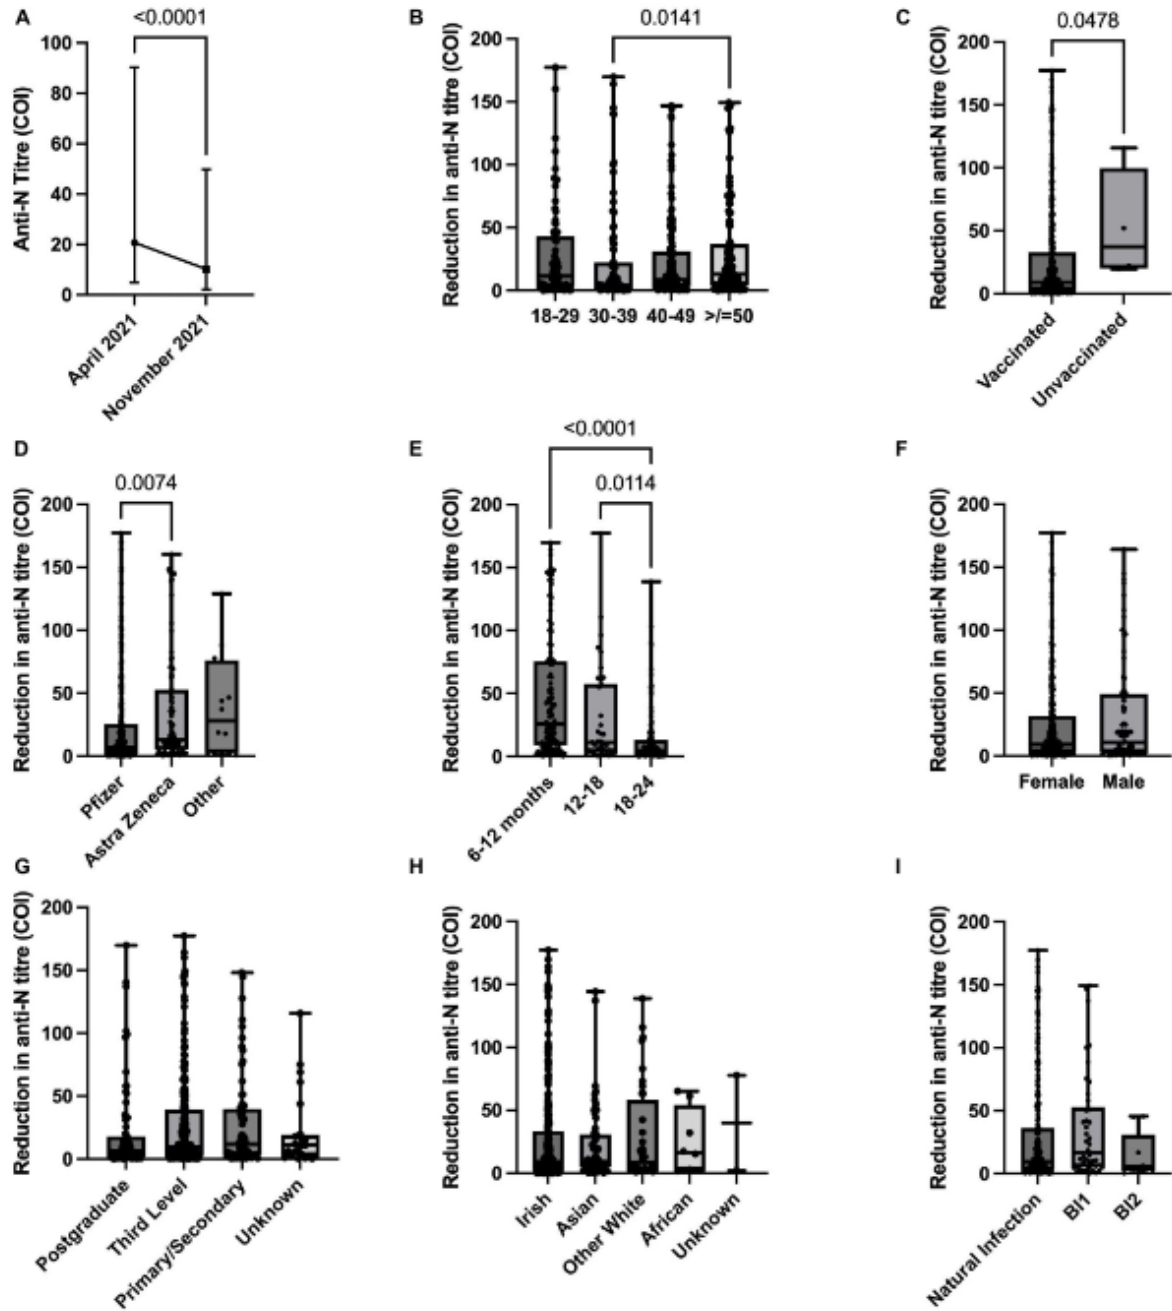 A
<0.0001
Anti-N Titre (COI)
100
80
60
40
20
0
April 2021
November 2021
B
0.0141
Reduction in anti-N titre (COI)
200
150
100
50
0
18-29
30-39
40-49
>/=50
C
0.0478
Reduction in anti-N titre (COI)
200
150
100
50
0
Vaccinated
Unvaccinated
D
0.0074
Reduction in anti-N titre (COI)
200
150
100
50
0
Pfizer
Astra Zeneca
Other
E
<0.0001
0.0114
Reduction in anti-N titre (COI)
200
150
100
50
0
6-12 months
12-18
18-24
F
Reduction in anti-N titre (COI)
200
150
100
50
0
Female
Male
G
Reduction in anti-N titre (COI)
200
150
100
50
0
Postgraduate
Third Level
Primary/Secondary
Unknown
H
Reduction in anti-N titre (COI)
200
150
100
50
0
Irish
Asian
Other White
African
Unknown
I
Reduction in anti-N titre (COI)
200
150
100
50
0
Natural Infection
BI1
BI2